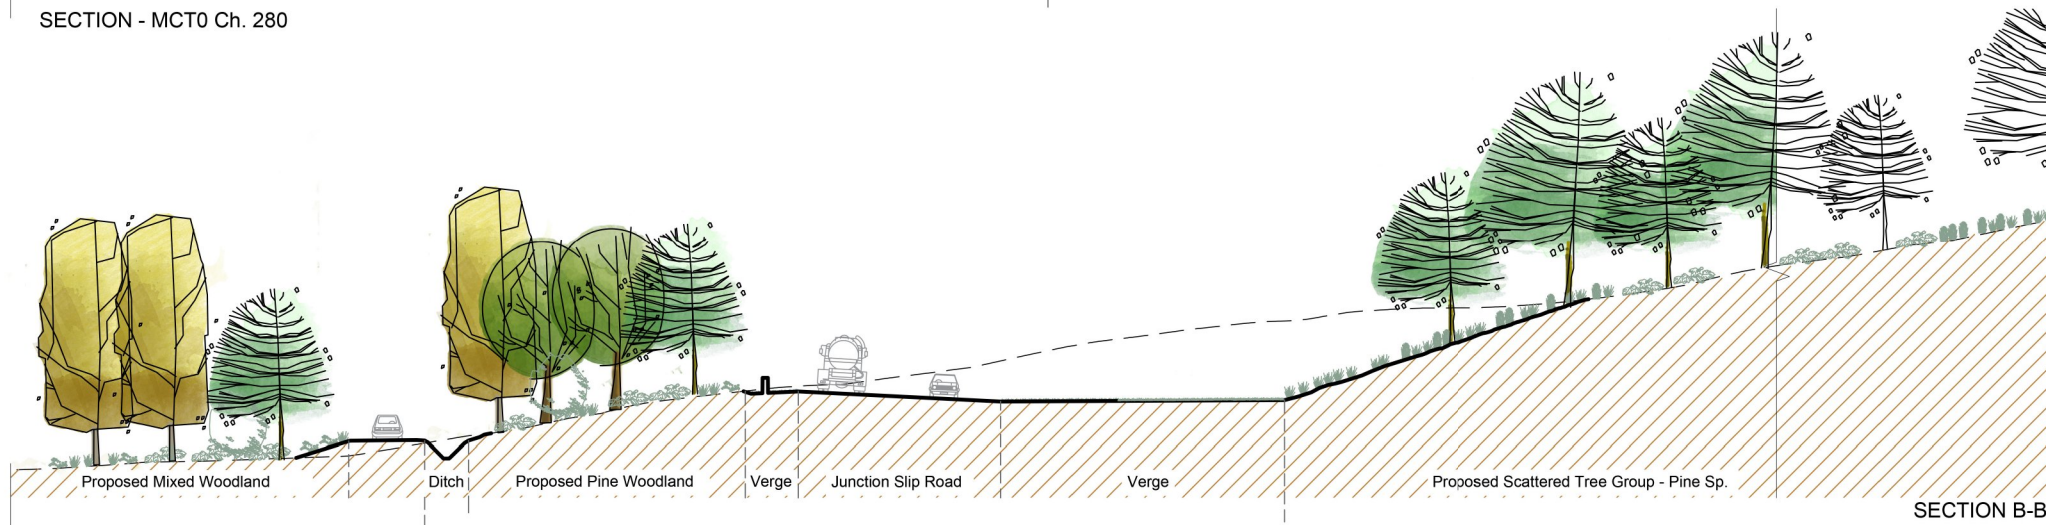 SECTION - MCT0 Ch. 280
Proposed Mixed Woodland
Ditch
Proposed Pine Woodland
Verge
Junction Slip Road
Verge
Proposed Scattered Tree Group - Pine Sp.
SECTION B-B